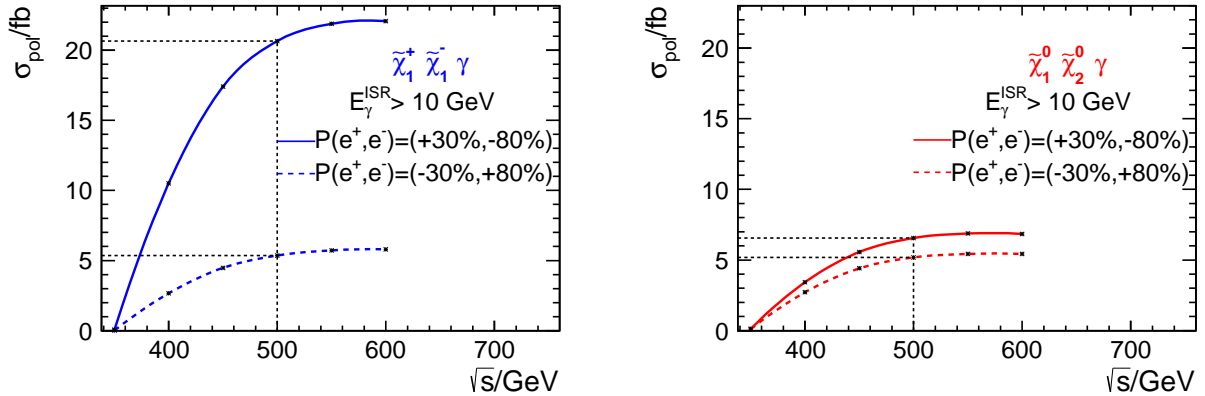 σ_pol/fb
χ̃₁⁺ χ̃₁⁻ γ
E_γ^ISR > 10 GeV
P(e⁺,e⁻)=(+30%,-80%)
P(e⁺,e⁻)=(-30%,+80%)
20
15
10
5
0
400 500 600 700
√s/GeV
σ_pol/fb
χ̃₁⁰ χ̃₂⁰ γ
E_γ^ISR > 10 GeV
P(e⁺,e⁻)=(+30%,-80%)
P(e⁺,e⁻)=(-30%,+80%)
20
15
10
5
0
400 500 600 700
√s/GeV